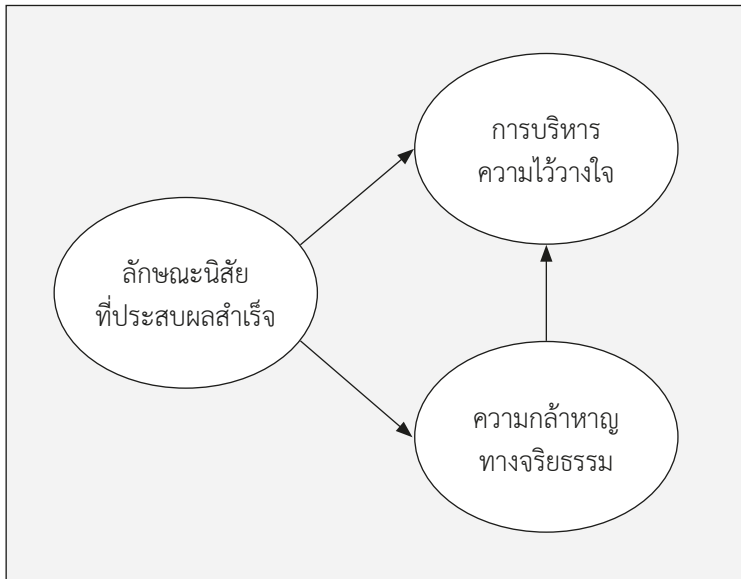 การบริหาร
ความไว้วางใจ
ลักษณะนิสัย
ที่ประสบผลสำเร็จ
ความกล้าหาญ
ทางจริยธรรม